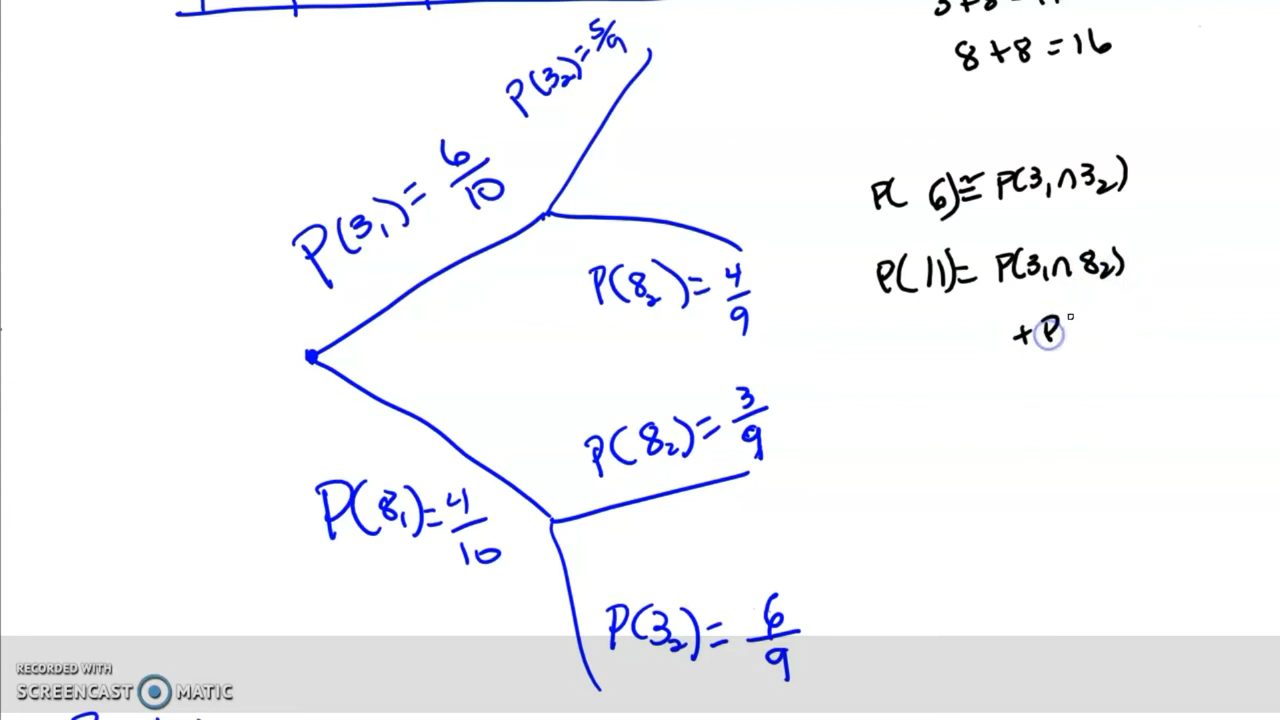 8+8=16
P(3₂)=5/9
P(3₁)=6/10
P(8₂)=4/9
P(8₂)=3/9
P(8₁)=4/10
P(3₂)=6/9
P( 6)≅ P(3₁∩3₂)
P(11)= P(3₁∩8₂)
+P
RECORDED WITH
SCREENCAST MATIC